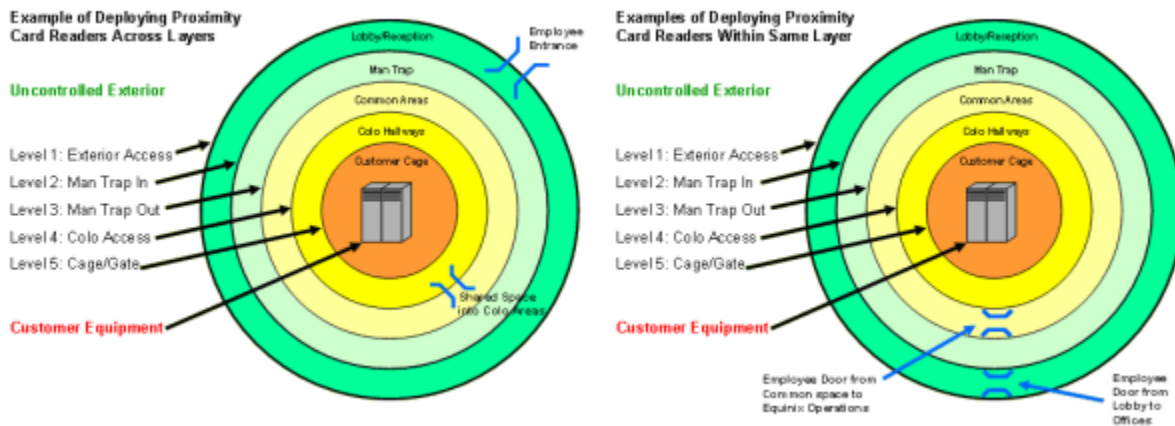 Example of Deploying Proximity
Card Readers Across Layers
Uncontrolled Exterior
Level 1: Exterior Access
Level 2: Man Trap In
Level 3: Man Trap Out
Level 4: Colo Access
Level 5: Cage/Gate
Customer Equipment
Lobby/Reception
Man Trap
Common Areas
Colo Hallways
Customer Cage
Employee
Entrance
Shared Space
into Colo Areas
Examples of Deploying Proximity
Card Readers Within Same Layer
Uncontrolled Exterior
Level 1: Exterior Access
Level 2: Man Trap In
Level 3: Man Trap Out
Level 4: Colo Access
Level 5: Cage/Gate
Customer Equipment
Lobby/Reception
Man Trap
Common Areas
Colo Hallways
Customer Cage
Employee Door from
Common space to
Equinix Operations
Employee
Door from
Lobby to
Offices